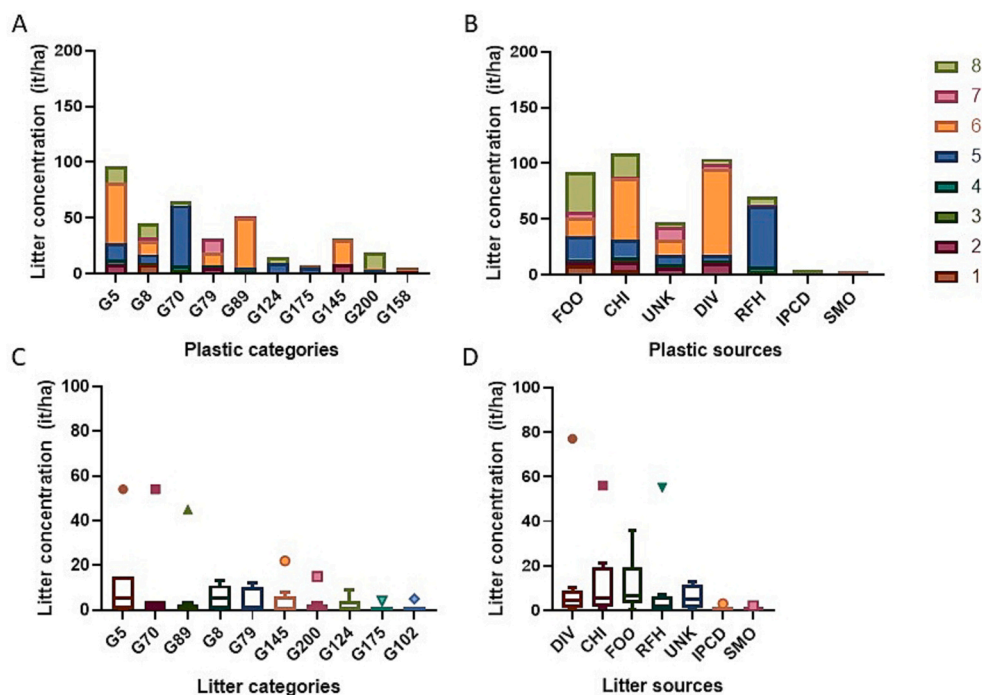 A
200
150
100
50
0
Litter concentration (it/ha)
G5 G8 G70 G79 G89 G124 G175 G145 G200 G158
Plastic categories
B
200
150
100
50
0
Litter concentration (it/ha)
FOO CHI UNK DIV RFH IPCD SMO
Plastic sources
8
7
6
5
4
3
2
1
C
100
80
60
40
20
0
Litter concentration (it/ha)
G5 G70 G89 G8 G79 G145 G200 G124 G175 G102
Litter categories
D
100
80
60
40
20
0
Litter concentration (it/ha)
DIV CHI FOO RFH UNK IPCD SMO
Litter sources